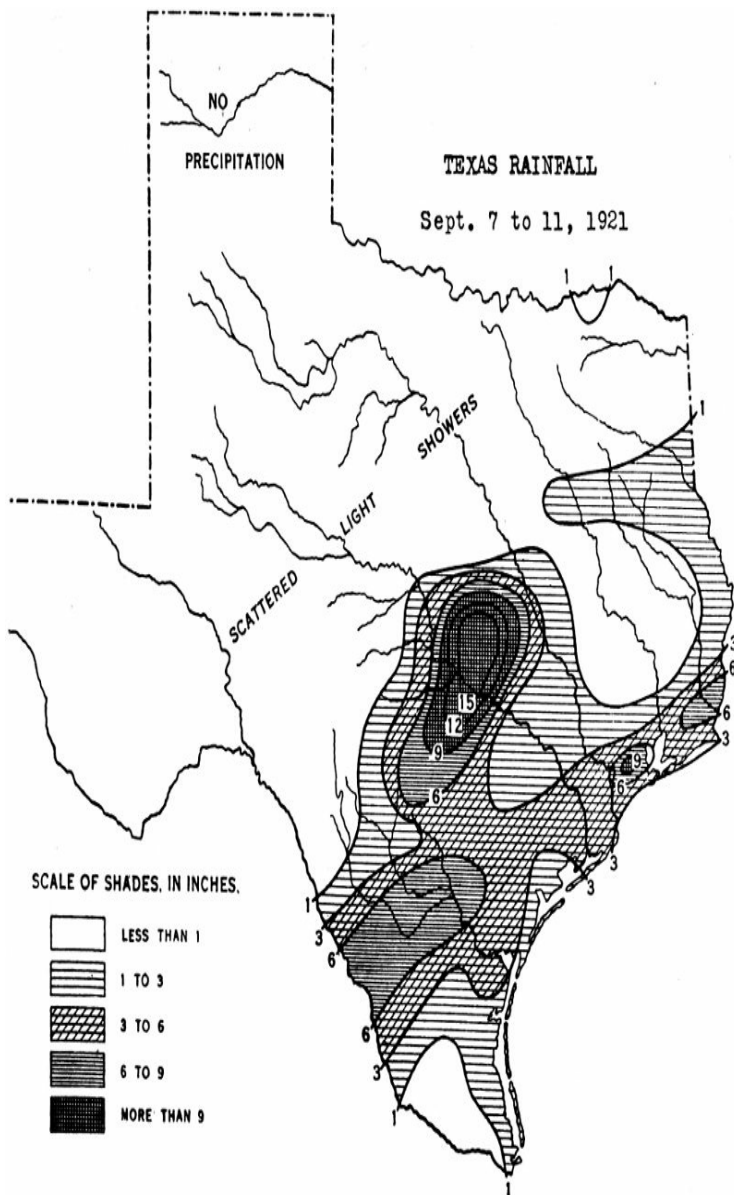 NO
PRECIPITATION
TEXAS RAINFALL
Sept. 7 to 11, 1921
1 1
SHOWERS
1
LIGHT
SCATTERED
3
6
15
12
9
6
6
3
9
6
3
3
1
3
6
6
3
1
1
SCALE OF SHADES, IN INCHES.
LESS THAN 1
1 TO 3
3 TO 6
6 TO 9
MORE THAN 9